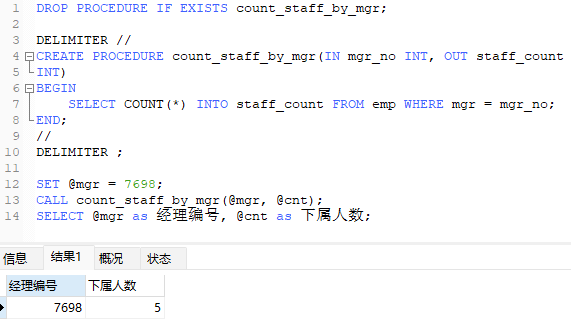 1 DROP PROCEDURE IF EXISTS count_staff_by_mgr;
2
3 DELIMITER //
4 CREATE PROCEDURE count_staff_by_mgr(IN mgr_no INT, OUT staff_count
5 INT)
6 BEGIN
7 SELECT COUNT(*) INTO staff_count FROM emp WHERE mgr = mgr_no;
8 END;
9 //
10 DELIMITER ;
11
12 SET @mgr = 7698;
13 CALL count_staff_by_mgr(@mgr, @cnt);
14 SELECT @mgr as 经理编号, @cnt as 下属人数;
信息 结果1 概况 状态
经理编号 下属人数
7698 5